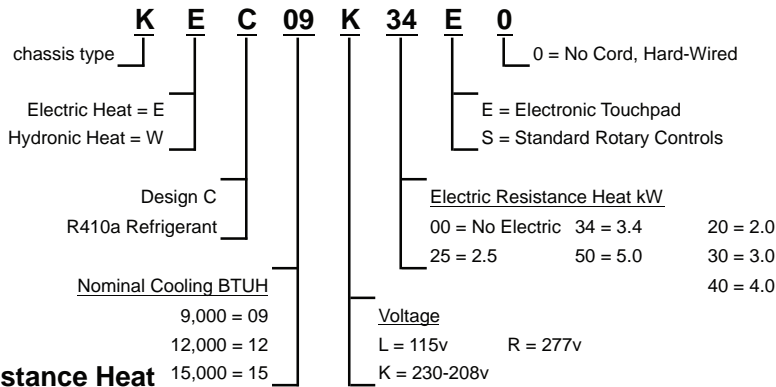 K E C 09 K 34 E 0
chassis type
0 = No Cord, Hard-Wired
Electric Heat = E
Hydronic Heat = W
E = Electronic Touchpad
S = Standard Rotary Controls
Design C
R410a Refrigerant
Electric Resistance Heat kW
00 = No Electric 34 = 3.4 20 = 2.0
25 = 2.5 50 = 5.0 30 = 3.0
40 = 4.0
Nominal Cooling BTUH
9,000 = 09
12,000 = 12
15,000 = 15
Voltage
L = 115v R = 277v
K = 230-208v
stance Heat